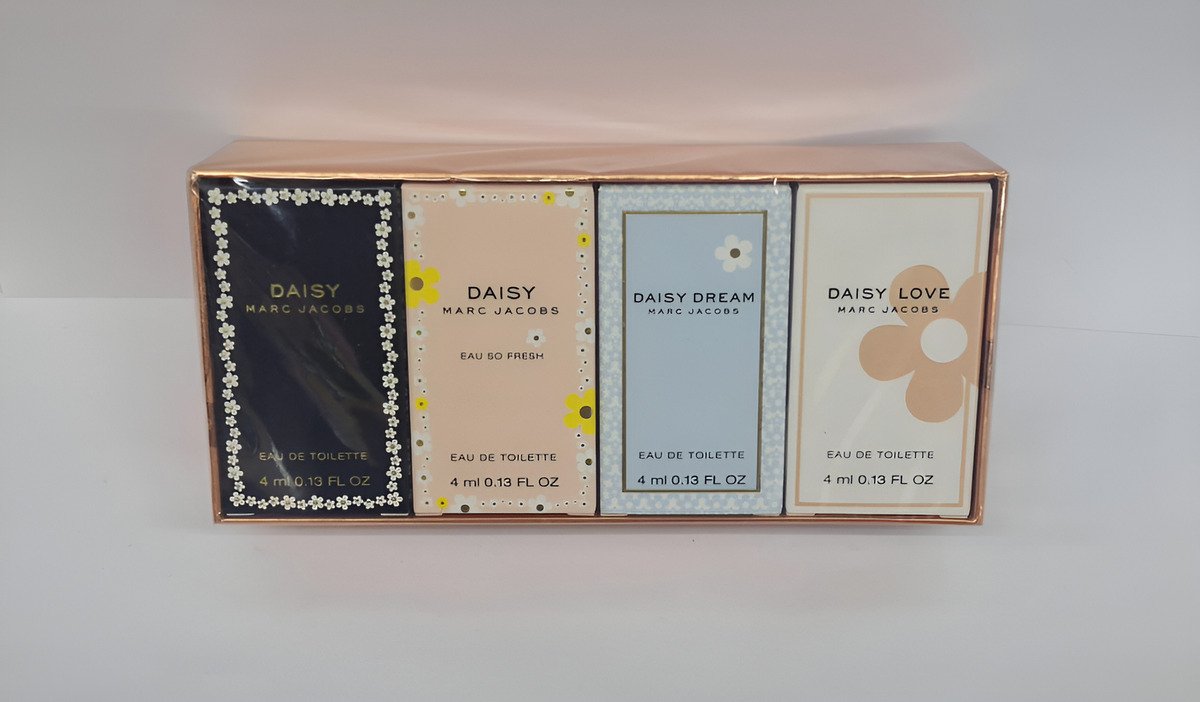 DAISY
MARC JACOBS
EAU DE TOILETTE
4 ml 0.13 FL OZ
DAISY
MARC JACOBS
EAU SO FRESH
EAU DE TOILETTE
4 ml 0.13 FL OZ
DAISY DREAM
MARC JACOBS
EAU DE TOILETTE
4 ml 0.13 FL OZ
DAISY LOVE
MARC JACOBS
EAU DE TOILETTE
4 ml 0.13 FL OZ